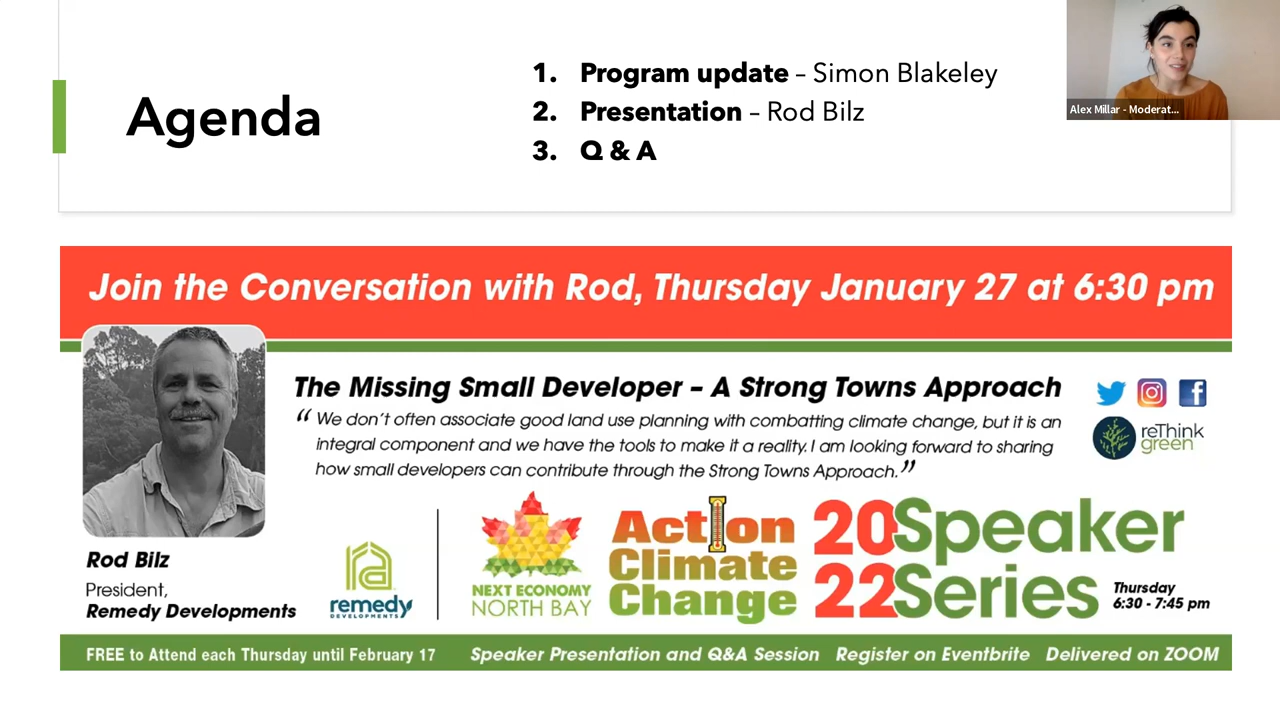 Agenda
1. Program update – Simon Blakeley
2. Presentation – Rod Bilz
3. Q & A
Alex Millar - Moderat...
Join the Conversation with Rod, Thursday January 27 at 6:30 pm
The Missing Small Developer – A Strong Towns Approach
“ We don’t often associate good land use planning with combatting climate change, but it is an
integral component and we have the tools to make it a reality. I am looking forward to sharing
how small developers can contribute through the Strong Towns Approach.”
reThink
green
Rod Bilz
President,
Remedy Developments
remedy
DEVELOPMENTS
NEXT ECONOMY
NORTH BAY
ActIon
Climate
Change
2022
Speaker
Series
Thursday
6:30 - 7:45 pm
FREE to Attend each Thursday until February 17
Speaker Presentation and Q&A Session Register on Eventbrite Delivered on ZOOM